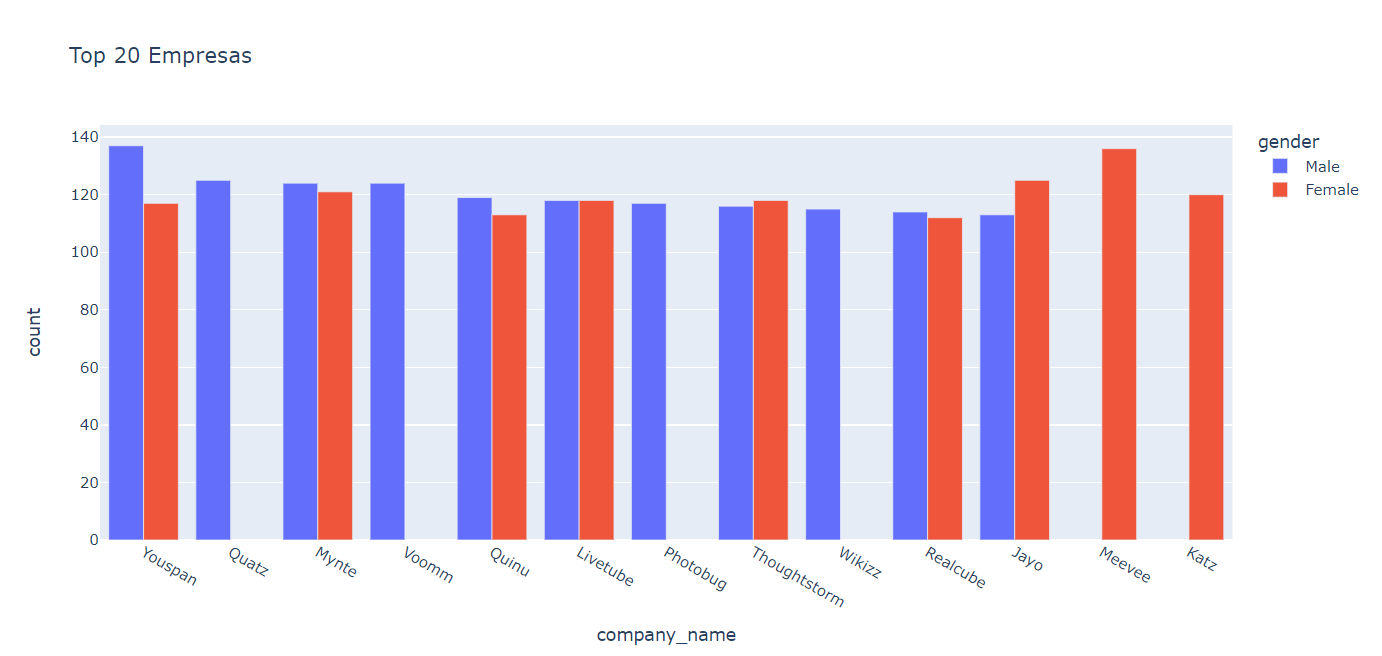 Top 20 Empresas
gender
Male
Female
140
120
100
80
60
40
20
0
count
Youspan
Quatz
Mynte
Voomm
Quinu
Livetube
Photobug
Thoughtstorm
Wikizz
Realcube
Jayo
Meevee
Katz
company_name